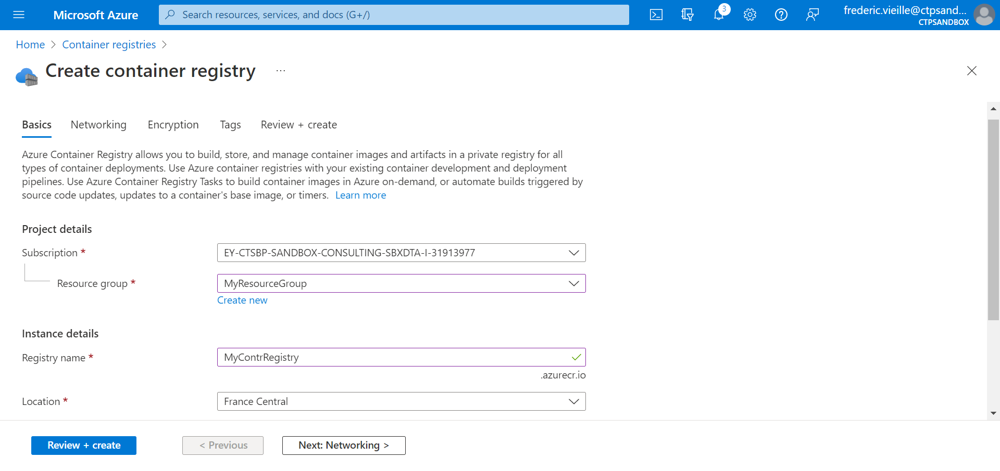 Microsoft Azure
Search resources, services, and docs (G+/)
3
frederic.vieille@ctpsand...
CTPSANDBOX
Home > Container registries >
Create container registry ...
Basics Networking Encryption Tags Review + create
Azure Container Registry allows you to build, store, and manage container images and artifacts in a private registry for all
types of container deployments. Use Azure container registries with your existing container development and deployment
pipelines. Use Azure Container Registry Tasks to build container images in Azure on-demand, or automate builds triggered by
source code updates, updates to a container's base image, or timers. Learn more
Project details
Subscription * EY-CTSBP-SANDBOX-CONSULTING-SBXDTA-I-31913977
Resource group * MyResourceGroup
Create new
Instance details
Registry name * MyContrRegistry
.azurecr.io
Location * France Central
Review + create < Previous Next: Networking >